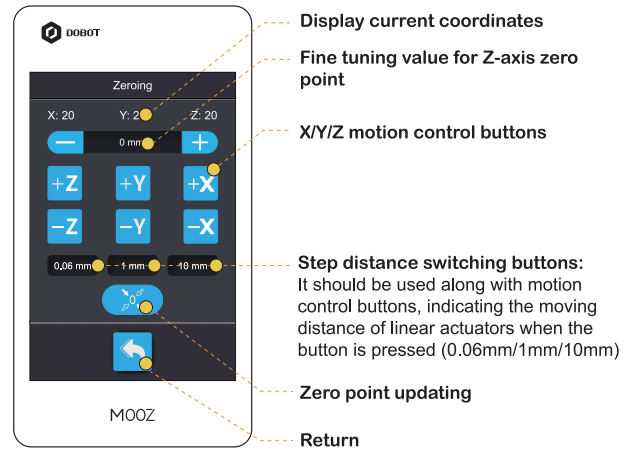 DOBOT
Zeroing
X: 20 Y: 2 Z: 20
0 mm
+Z +Y +X
−Z −Y −X
0.06 mm 1 mm 10 mm
0
MOOZ
Display current coordinates
Fine tuning value for Z-axis zero
point
X/Y/Z motion control buttons
Step distance switching buttons:
It should be used along with motion
control buttons, indicating the moving
distance of linear actuators when the
button is pressed (0.06mm/1mm/10mm)
Zero point updating
Return